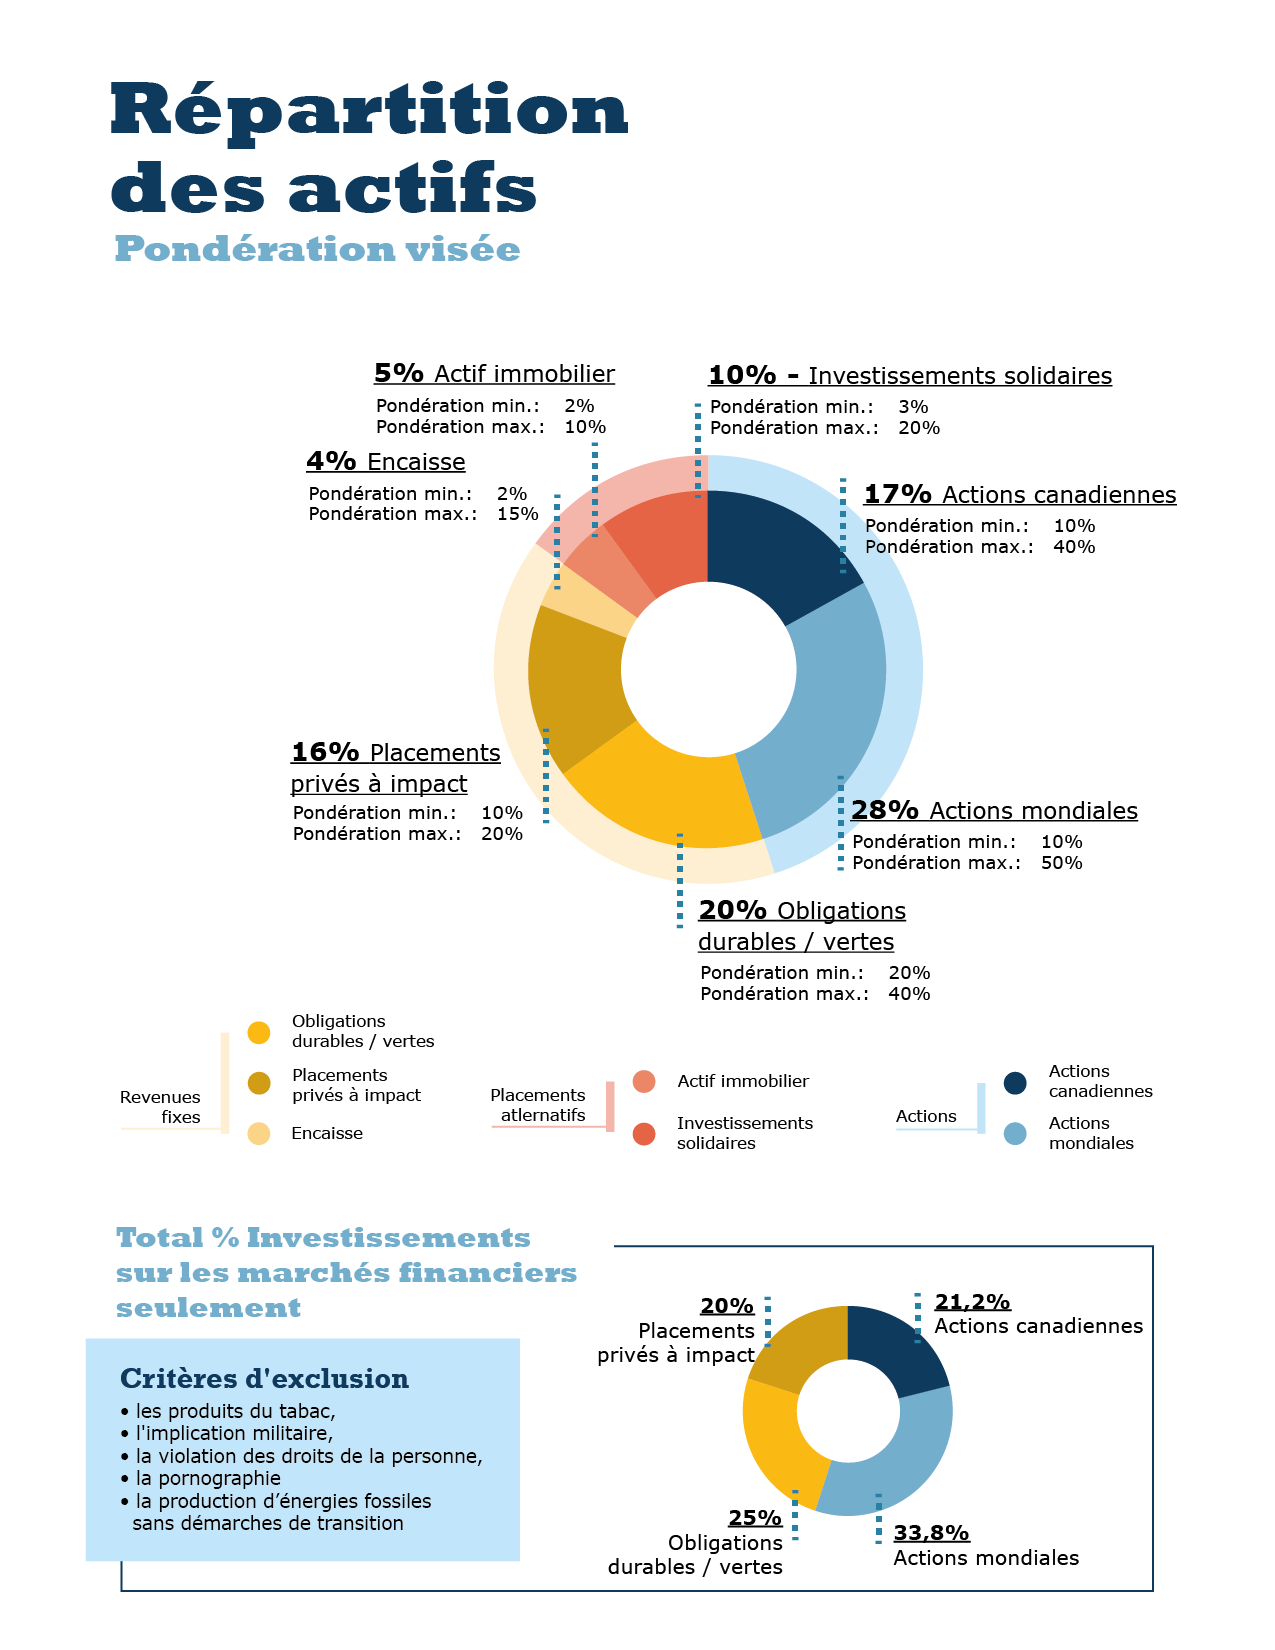 Répartition
des actifs
Pondération visée
5% Actif immobilier
Pondération min.: 2%
Pondération max.: 10%
10% - Investissements solidaires
Pondération min.: 3%
Pondération max.: 20%
4% Encaisse
Pondération min.: 2%
Pondération max.: 15%
17% Actions canadiennes
Pondération min.: 10%
Pondération max.: 40%
16% Placements
privés à impact
Pondération min.: 10%
Pondération max.: 20%
28% Actions mondiales
Pondération min.: 10%
Pondération max.: 50%
20% Obligations
durables / vertes
Pondération min.: 20%
Pondération max.: 40%
Revenues
fixes
Obligations
durables / vertes
Placements
privés à impact
Encaisse
Placements
atlernatifs
Actif immobilier
Investissements
solidaires
Actions
Actions
canadiennes
Actions
mondiales
Total % Investissements
sur les marchés financiers
seulement
Critères d'exclusion
• les produits du tabac,
• l'implication militaire,
• la violation des droits de la personne,
• la pornographie
• la production d’énergies fossiles
sans démarches de transition
20%
Placements
privés à impact
21,2%
Actions canadiennes
25%
Obligations
durables / vertes
33,8%
Actions mondiales